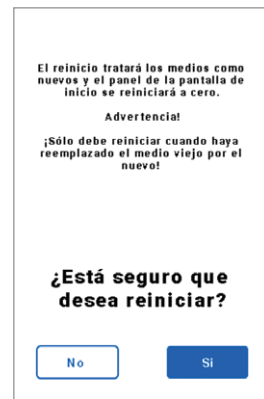 El reinicio tratará los medios como
nuevos y el panel de la pantalla de
inicio se reiniciará a cero.
Advertencia!
¡Sólo debe reiniciar cuando haya
reemplazado el medio viejo por el
nuevo!
¿Está seguro que
desea reiniciar?
No
Si